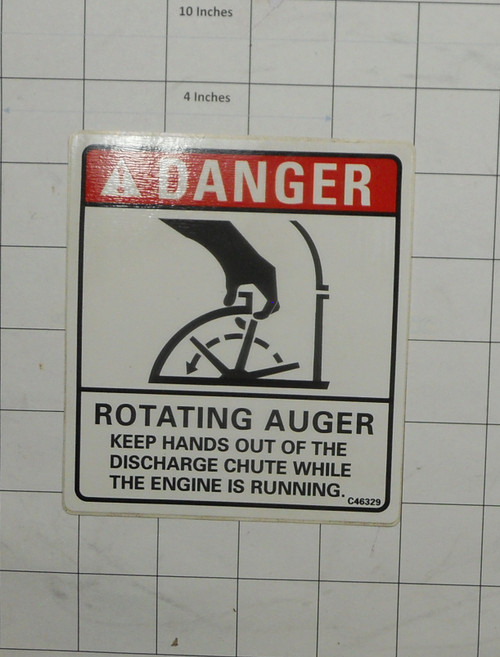 10 Inches
4 Inches
DANGER
ROTATING AUGER
KEEP HANDS OUT OF THE
DISCHARGE CHUTE WHILE
THE ENGINE IS RUNNING.
C46329